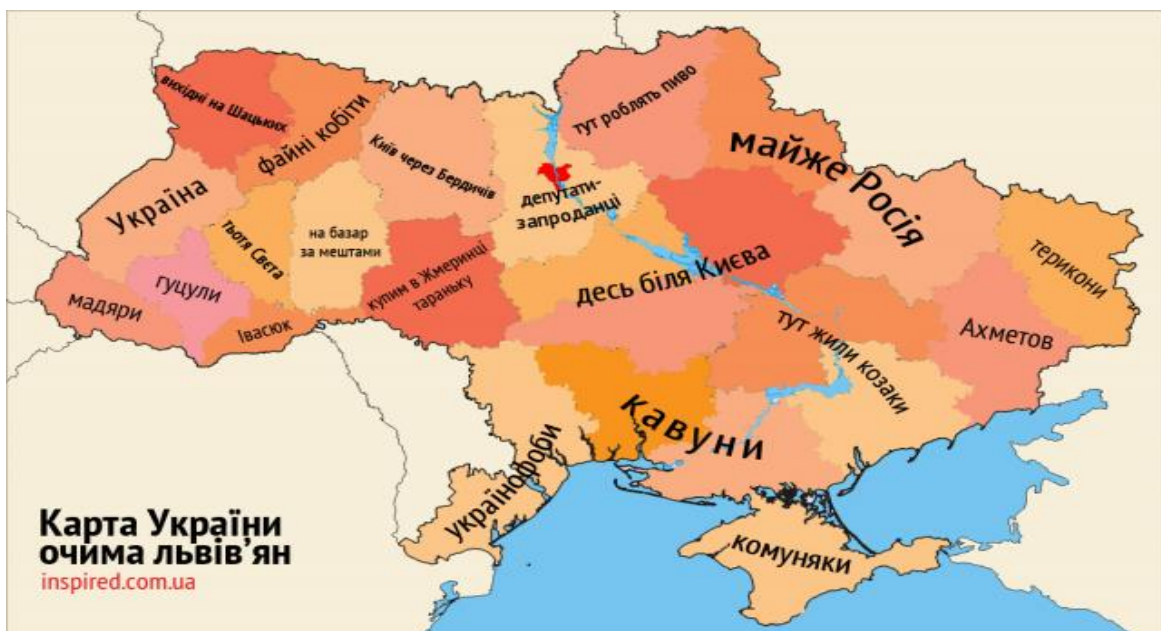 вихідні на Шацьких
файні кобіти
Київ через Бердичів
тут роблять пиво
майже Росія
депутати-
запроданці
Україна
тьотя Свєта
на базар
за мештами
купим в Жмеринці
тараньку
десь біля Києва
терикони
гуцули
мадяри
Івасюк
тут жили козаки
Ахметов
кавуни
українофоби
комуняки
Карта України
очима львів’ян
inspired.com.ua